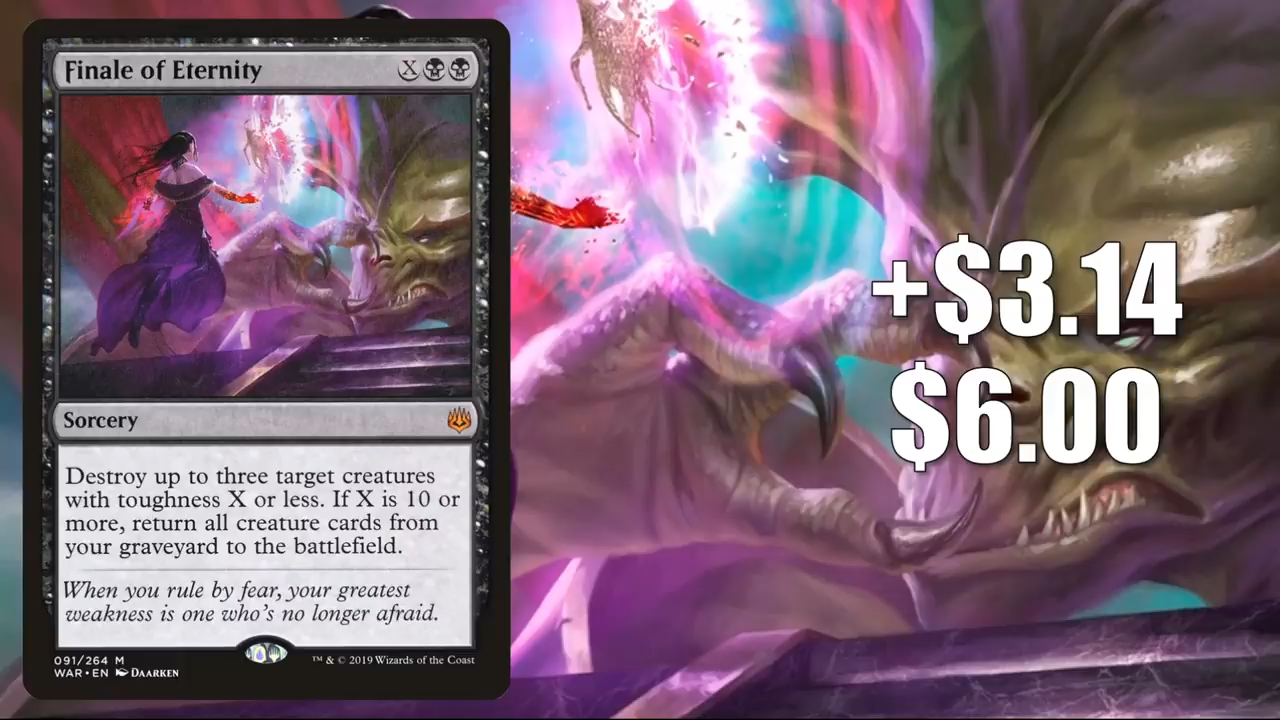 Finale of Eternity X
Sorcery
Destroy up to three target creatures
with toughness X or less. If X is 10 or
more, return all creature cards from
your graveyard to the battlefield.
When you rule by fear, your greatest
weakness is one who's no longer afraid.
091/264 M
WAR • EN DAARKEN
™ & © 2019 Wizards of the Coast
+$3.14
$6.00